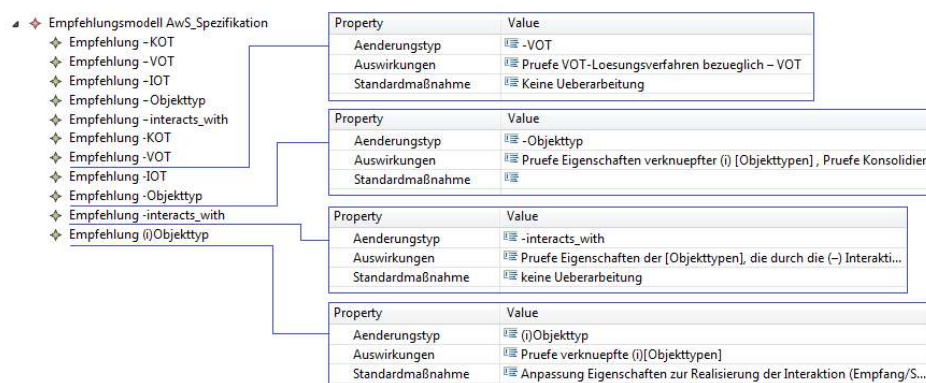 Empfehlungsmodell AwS_Spezifikation
Empfehlung –KOT
Empfehlung –VOT
Empfehlung –IOT
Empfehlung –Objekttyp
Empfehlung –interacts_with
Empfehlung -KOT
Empfehlung -VOT
Empfehlung -IOT
Empfehlung -Objekttyp
Empfehlung -interacts_with
Empfehlung (i)Objekttyp
Property Value
Aenderungstyp -VOT
Auswirkungen Pruefe VOT-Loesungsverfahren bezueglich – VOT
Standardmaßnahme Keine Ueberarbeitung
Property Value
Aenderungstyp -Objekttyp
Auswirkungen Pruefe Eigenschaften verknuepfter (i) [Objekttypen] , Pruefe Konsolidier
Standardmaßnahme
Property Value
Aenderungstyp -interacts_with
Auswirkungen Pruefe Eigenschaften der [Objekttypen], die durch die (–) Interakti...
Standardmaßnahme keine Ueberarbeitung
Property Value
Aenderungstyp (i)Objekttyp
Auswirkungen Pruefe verknuepfte (i)[Objekttypen]
Standardmaßnahme Anpassung Eigenschaften zur Realisierung der Interaktion (Empfang/S...